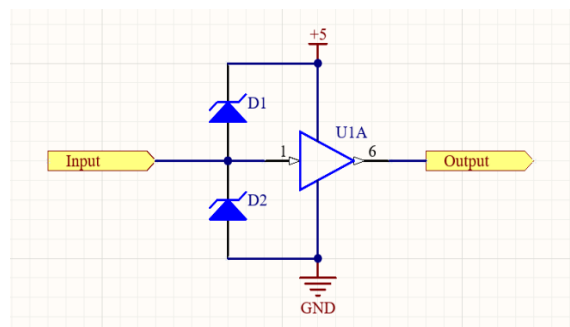 +5
D1
U1A
Input
1
6
Output
D2
GND